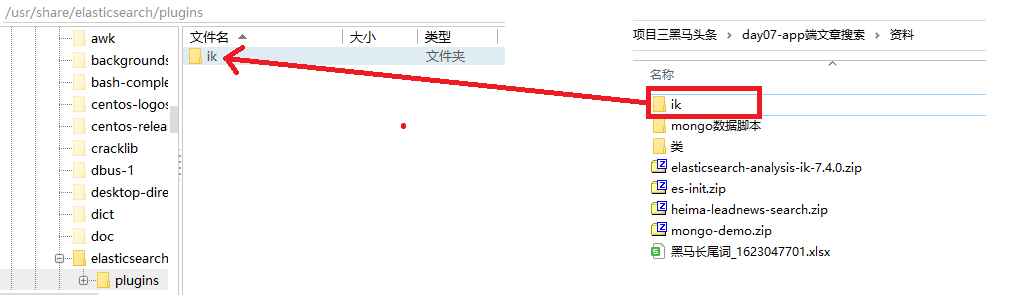 /usr/share/elasticsearch/plugins
awk
backgrounds
bash-comple
centos-logos
centos-relea
cracklib
dbus-1
desktop-dire
dict
doc
elasticsearch
plugins
文件名 大小 类型
ik 文件夹
项目三黑马头条 > day07-app端文章搜索 > 资料
名称
ik
mongo数据脚本
类
elasticsearch-analysis-ik-7.4.0.zip
es-init.zip
heima-leadnews-search.zip
mongo-demo.zip
黑马长尾词_1623047701.xlsx